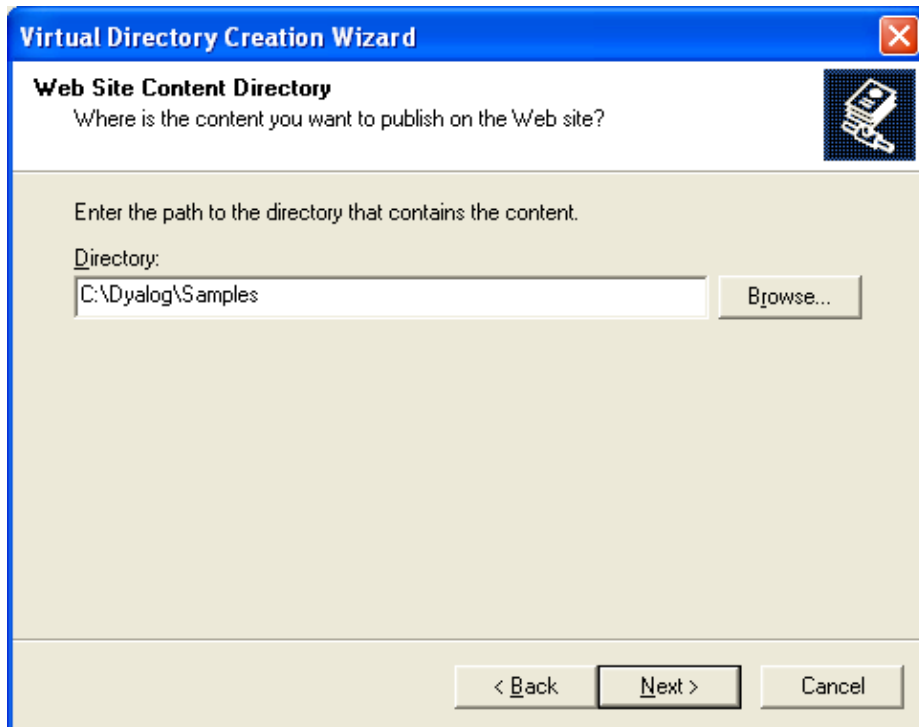 Virtual Directory Creation Wizard
Web Site Content Directory
Where is the content you want to publish on the Web site?
Enter the path to the directory that contains the content.
Directory:
C:\Dyalog\Samples
Browse...
< Back
Next >
Cancel